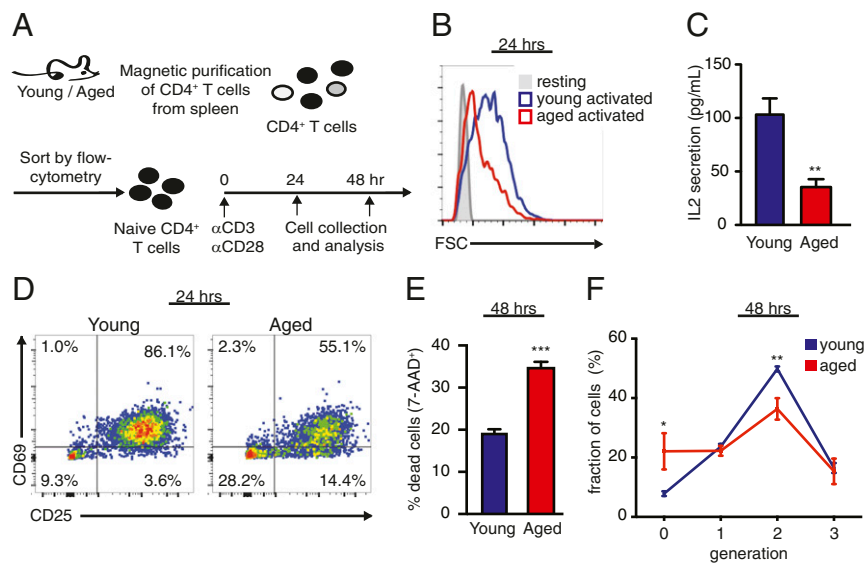 A
Young / Aged
Magnetic purification
of CD4⁺ T cells
from spleen
CD4⁺ T cells
Sort by flow-
cytometry
Naive CD4⁺
T cells
0
24
48 hr
αCD3
αCD28
Cell collection
and analysis
B
24 hrs
resting
young activated
aged activated
FSC
C
IL2 secretion (pg/mL)
150
100
50
0
**
Young
Aged
D
24 hrs
Young
Aged
1.0%
86.1%
9.3%
3.6%
2.3%
55.1%
28.2%
14.4%
CD69
CD25
E
48 hrs
% dead cells (7-AAD⁺)
40
30
20
10
0
***
Young
Aged
F
48 hrs
young
aged
fraction of cells (%)
60
40
20
0
*
**
0
1
2
3
generation